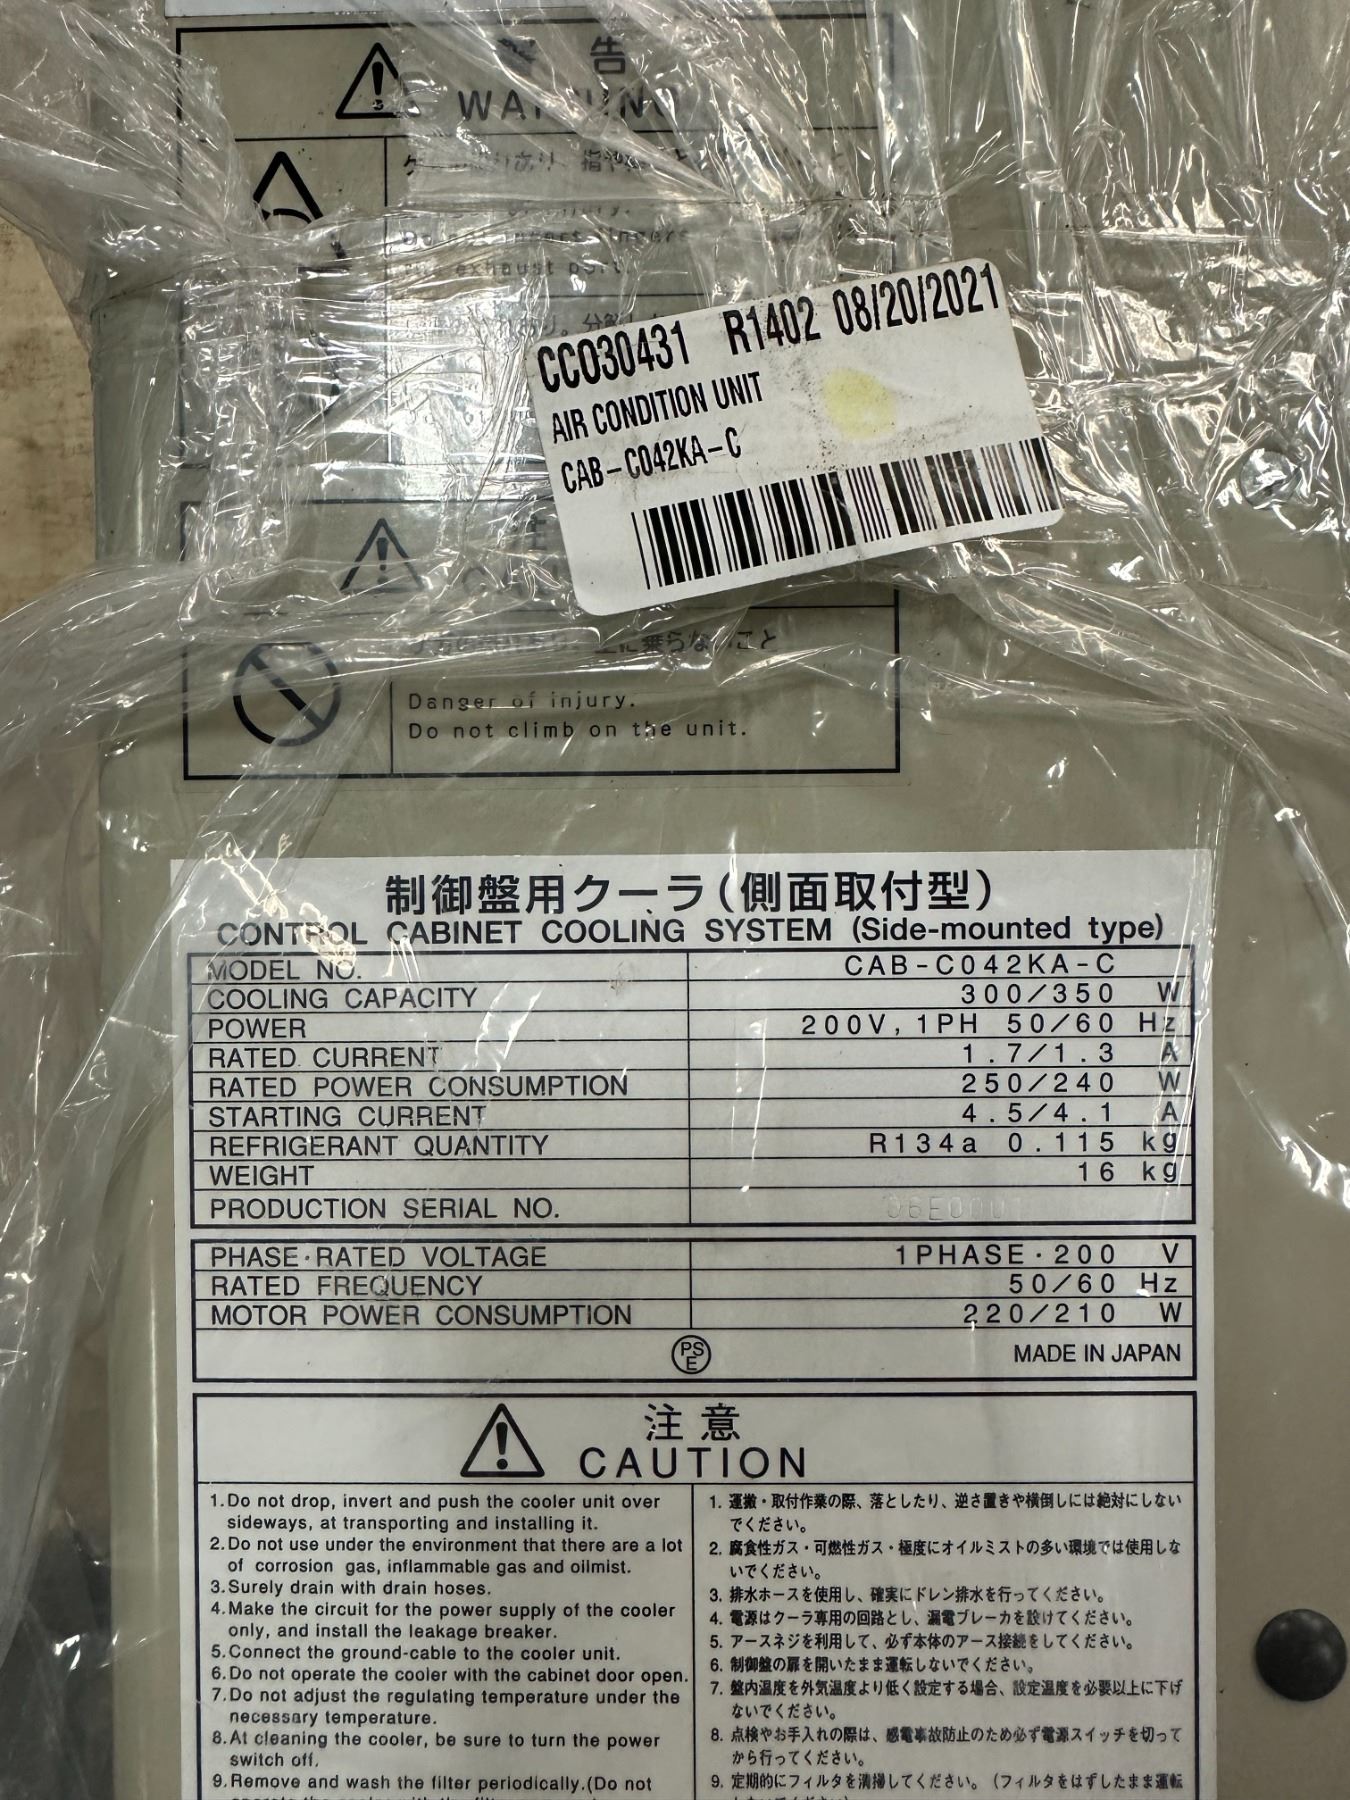 告
CC030431 R1402 08/20/2021
AIR CONDITION UNIT
CAB-C042KA-C
Danger of injury.
Do not climb on the unit.
制御盤用クーラ(側面取付型)
CONTROL CABINET COOLING SYSTEM (Side-mounted type)
MODEL NO. CAB-C042KA-C
COOLING CAPACITY 300/350 W
POWER 200V, 1PH 50/60 Hz
RATED CURRENT 1.7/1.3 A
RATED POWER CONSUMPTION 250/240 W
STARTING CURRENT 4.5/4.1 A
REFRIGERANT QUANTITY R134a 0.115 kg
WEIGHT 16 kg
PRODUCTION SERIAL NO.
PHASE・RATED VOLTAGE 1PHASE・200 V
RATED FREQUENCY 50/60 Hz
MOTOR POWER CONSUMPTION 220/210 W
PSE MADE IN JAPAN
注意
CAUTION
1.Do not drop, invert and push the cooler unit over
sideways, at transporting and installing it.
2.Do not use under the environment that there are a lot
of corrosion gas, inflammable gas and oilmist.
3.Surely drain with drain hoses.
4.Make the circuit for the power supply of the cooler
only, and install the leakage breaker.
5.Connect the ground-cable to the cooler unit.
6.Do not operate the cooler with the cabinet door open.
7.Do not adjust the regulating temperature under the
necessary temperature.
8.At cleaning the cooler, be sure to turn the power
switch off.
9.Remove and wash the filter periodically.(Do not
1. 運搬・取付作業の際、落としたり、逆さ置きや横倒しには絶対にしない
でください。
2. 腐食性ガス・可燃性ガス・極度にオイルミストの多い環境では使用しな
いでください。
3. 排水ホースを使用し、確実にドレン排水を行ってください。
4. 電源はクーラ専用の回路とし、漏電ブレーカを設けてください。
5. アースネジを利用して、必ず本体のアース接続をしてください。
6. 制御盤の扉を開いたまま運転しないでください。
7. 盤内温度を外気温度より低く設定する場合、設定温度を必要以上に下げ
ないでください。
8. 点検やお手入れの際は、感電事故防止のため必ず電源スイッチを切って
から行ってください。
9. 定期的にフィルタを清掃してください。(フィルタをはずしたまま運転